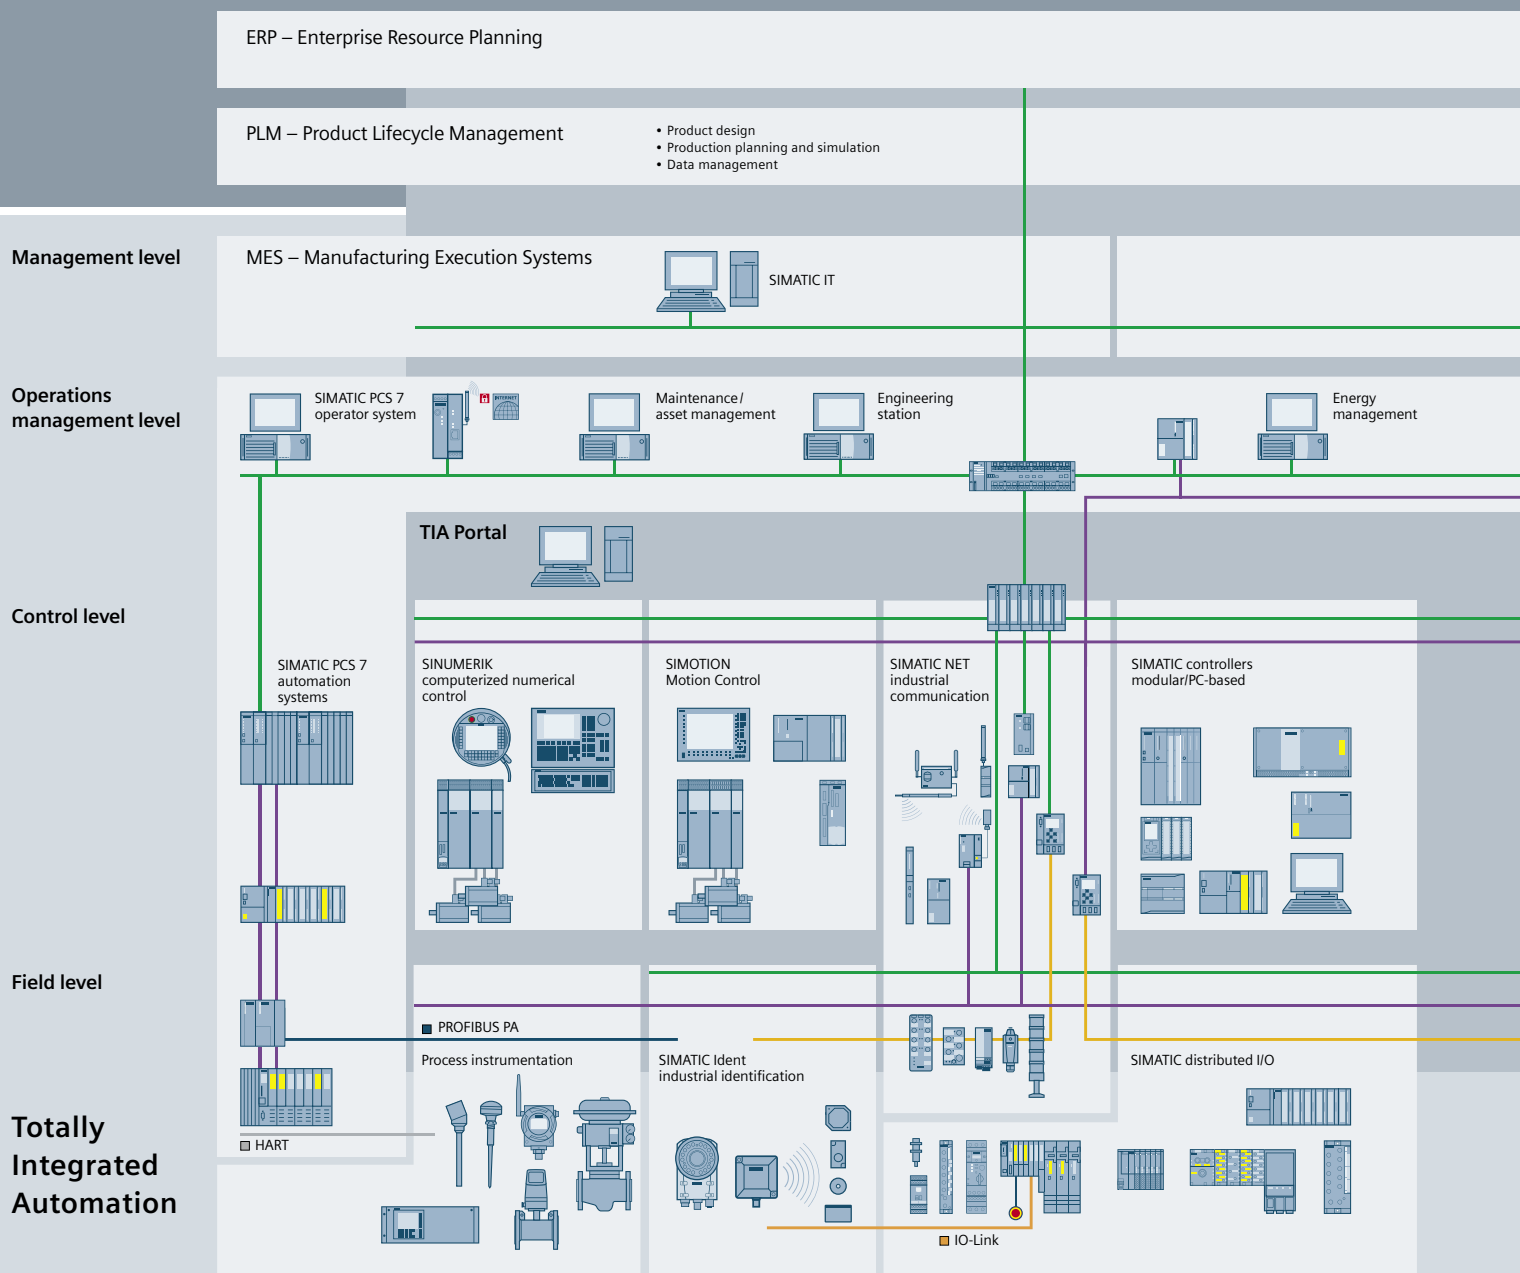 ERP – Enterprise Resource Planning
PLM – Product Lifecycle Management
• Product design
• Production planning and simulation
• Data management
Management level
MES – Manufacturing Execution Systems
SIMATIC IT
Operations
management level
SIMATIC PCS 7
operator system
INTERNET
Maintenance/
asset management
Engineering
station
Energy
management
TIA Portal
Control level
SIMATIC PCS 7
automation
systems
SINUMERIK
computerized numerical
control
SIMOTION
Motion Control
SIMATIC NET
industrial
communication
SIMATIC controllers
modular/PC-based
Field level
PROFIBUS PA
Process instrumentation
SIMATIC Ident
industrial identification
SIMATIC distributed I/O
Totally
Integrated
Automation
HART
IO-Link